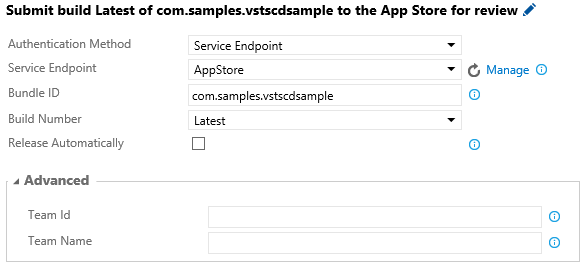 Submit build Latest of com.samples.vstscdsample to the App Store for review
Authentication Method Service Endpoint
Service Endpoint AppStore Manage
Bundle ID com.samples.vstscdsample
Build Number Latest
Release Automatically
Advanced
Team Id
Team Name